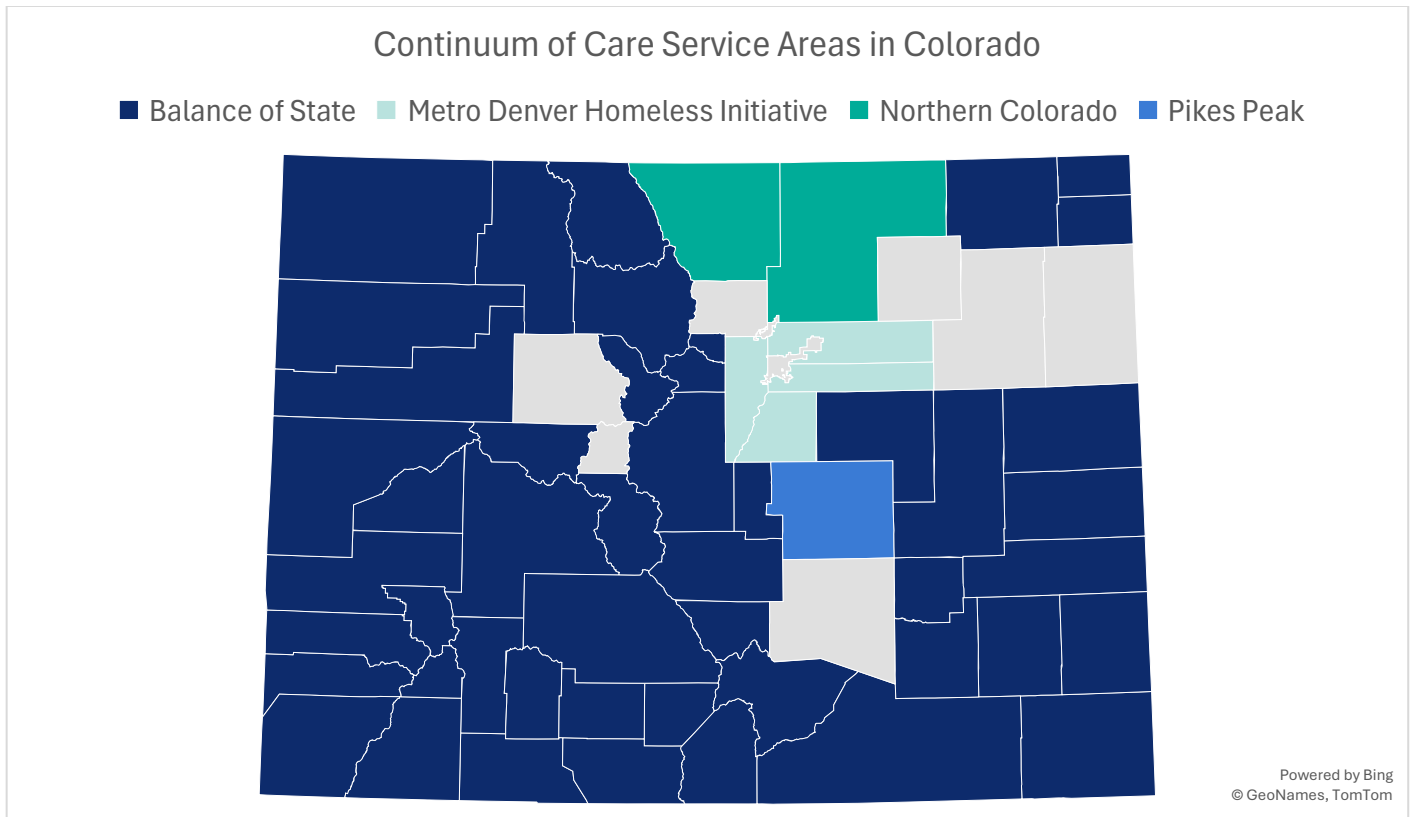 Continuum of Care Service Areas in Colorado
Balance of State Metro Denver Homeless Initiative Northern Colorado Pikes Peak
Powered by Bing
© GeoNames, TomTom